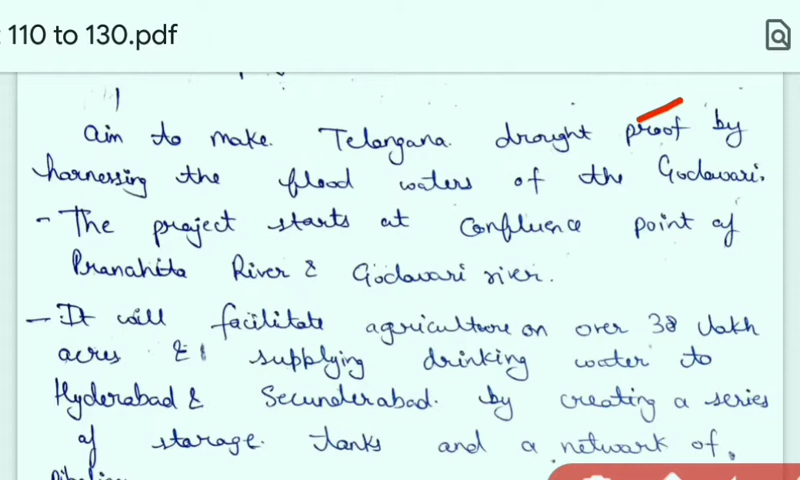 110 to 130.pdf
aim to make Telangana drought proof by
harnessing the flood waters of the Godavari.
- The project starts at confluence point of
Pranahita River & Godavari river.
- It will facilitate agriculture on over 38 lakh
acres & supplying drinking water to
Hyderabad & Secunderabad. by creating a series
of storage tanks and a network of